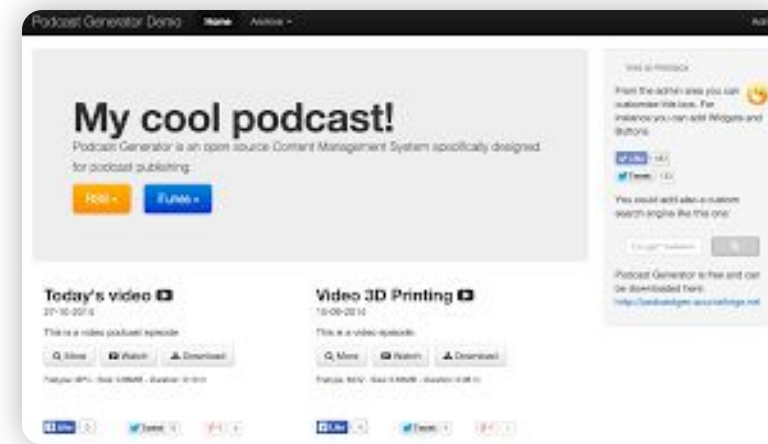 Podcast Generator Demo Home Archive
My cool podcast!
Podcast Generator is an open source Content Management System specifically designed
for podcast publishing.
RSS »
iTunes »
Today's video
27-10-2014
This is a video podcast episode
More Watch Download
Like
Tweet
Video 3D Printing
This is a video episode.
More Watch Download
Like
Tweet
From the admin area you can
customize this box. For
instance you can add Widgets and
Buttons
Like
Tweet
You could add also a custom
search engine like this one:
Podcast Generator is free and can
be downloaded here: